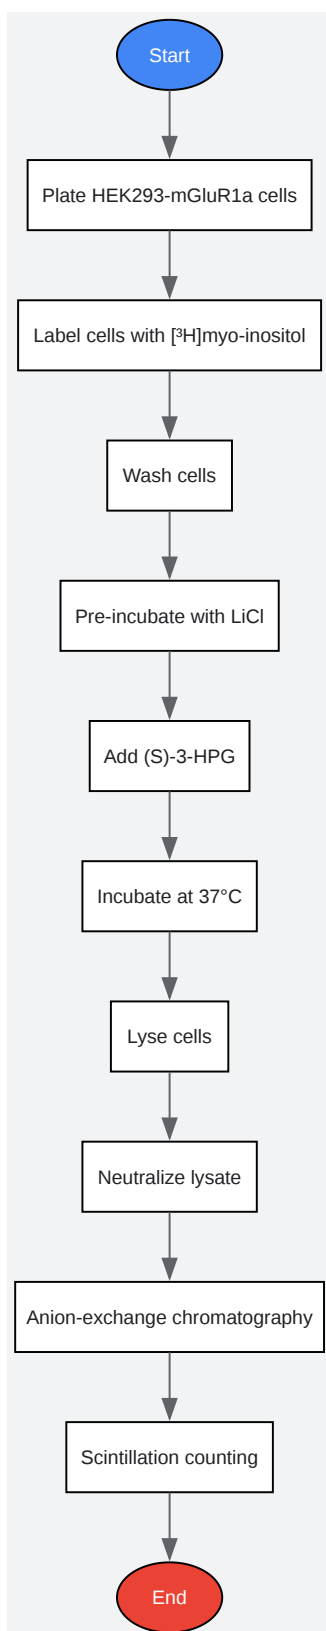 Start
Plate HEK293-mGluR1a cells
Label cells with [³H]myo-inositol
Wash cells
Pre-incubate with LiCl
Add (S)-3-HPG
Incubate at 37°C
Lyse cells
Neutralize lysate
Anion-exchange chromatography
Scintillation counting
End